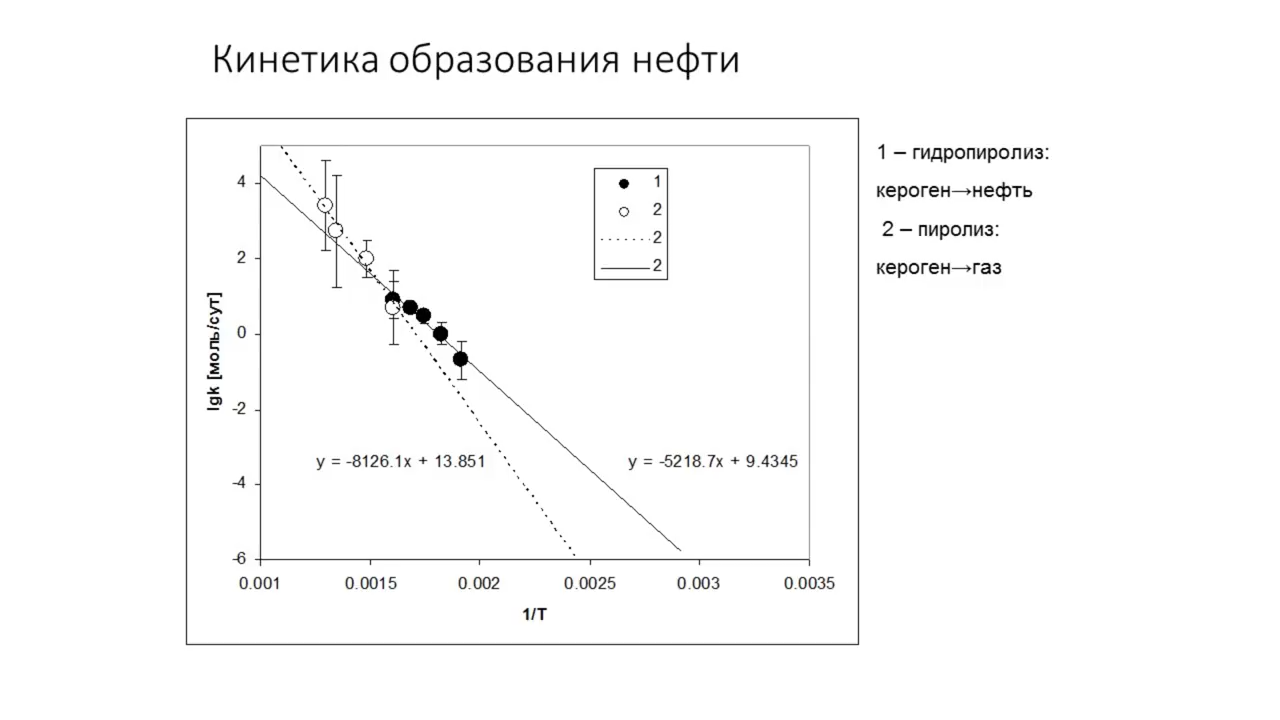 Кинетика образования нефти
1 – гидропиролиз:
кероген→нефть
2 – пиролиз:
кероген→газ
1
2
2
2
4
2
0
-2
-4
-6
lgk [моль/сут]
y = -8126.1x + 13.851
y = -5218.7x + 9.4345
0.001 0.0015 0.002 0.0025 0.003 0.0035
1/T